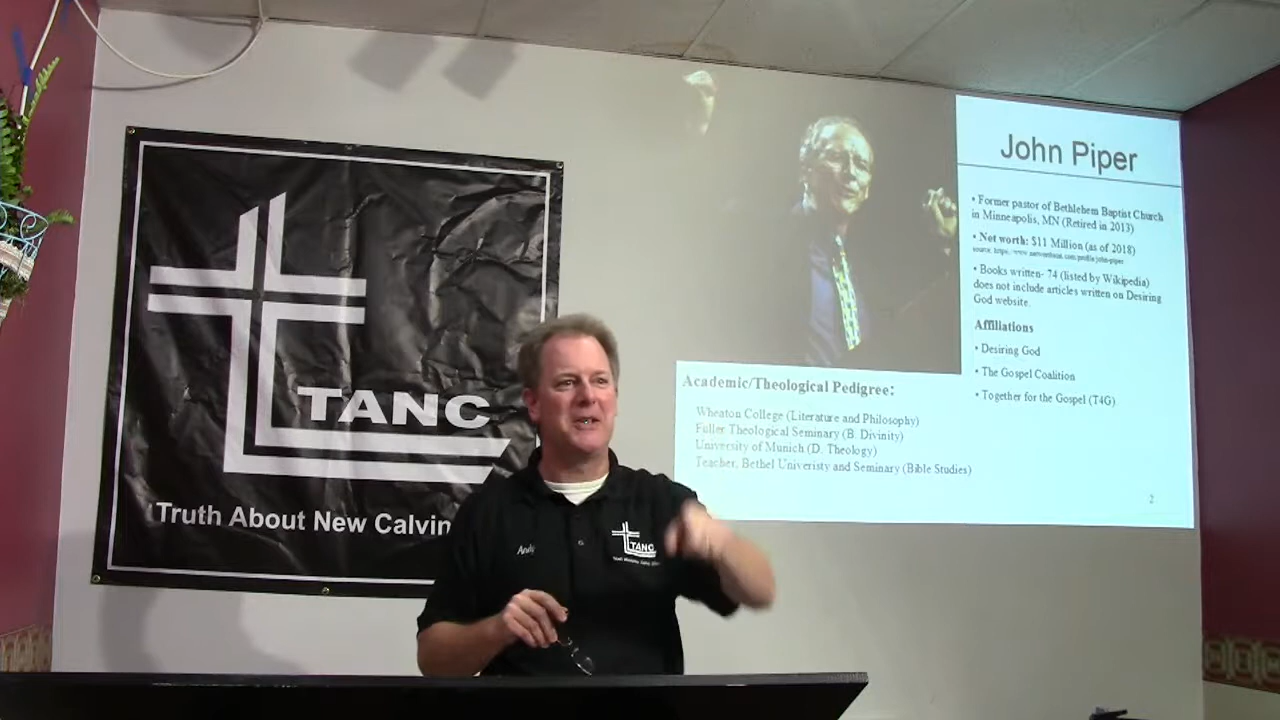 TANC
Truth About New Calvin
Andy
TANC
John Piper
• Former pastor of Bethlehem Baptist Church
in Minneapolis, MN (Retired in 2013)
• Net worth: $11 Million (as of 2018)
• Books written- 74 (listed by Wikipedia)
does not include articles written on Desiring
God website.
Affiliations
• Desiring God
• The Gospel Coalition
• Together for the Gospel (T4G)
Academic/Theological Pedigree:
Wheaton College (Literature and Philosophy)
Fuller Theological Seminary (B. Divinity)
University of Munich (D. Theology)
Teacher, Bethel Univeristy and Seminary (Bible Studies)
2